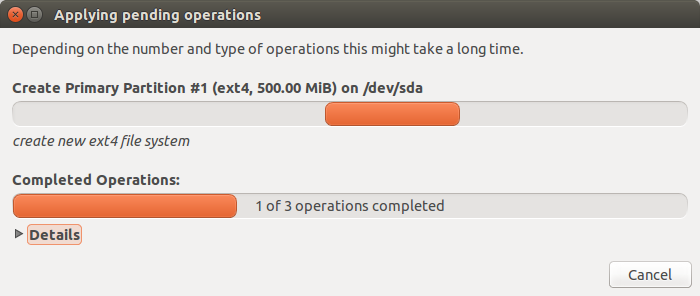 Applying pending operations
Depending on the number and type of operations this might take a long time.
Create Primary Partition #1 (ext4, 500.00 MiB) on /dev/sda
create new ext4 file system
Completed Operations:
1 of 3 operations completed
Details
Cancel